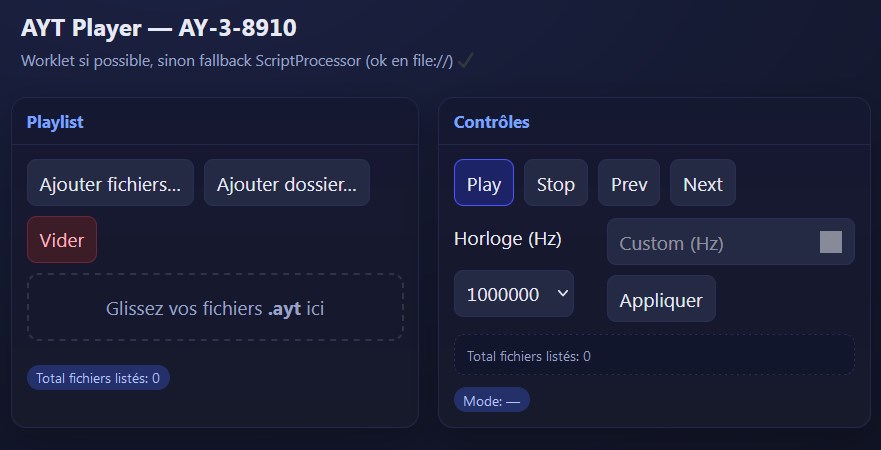 AYT Player — AY-3-8910
Worklet si possible, sinon fallback ScriptProcessor (ok en file://) ✓
Playlist
Ajouter fichiers... Ajouter dossier...
Vider
Glissez vos fichiers .ayt ici
Total fichiers listés: 0
Contrôles
Play Stop Prev Next
Horloge (Hz) Custom (Hz)
1000000 Appliquer
Total fichiers listés: 0
Mode: —